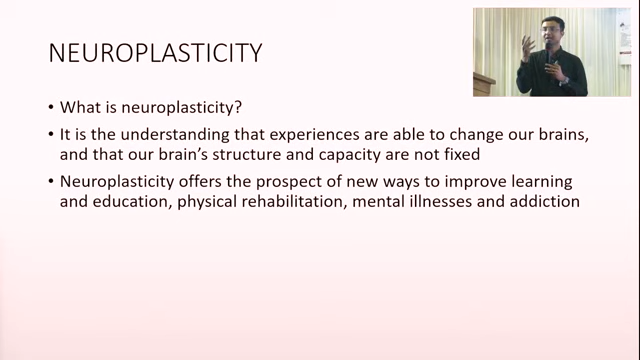 NEUROPLASTICITY
• What is neuroplasticity?
• It is the understanding that experiences are able to change our brains,
and that our brain's structure and capacity are not fixed
• Neuroplasticity offers the prospect of new ways to improve learning
and education, physical rehabilitation, mental illnesses and addiction